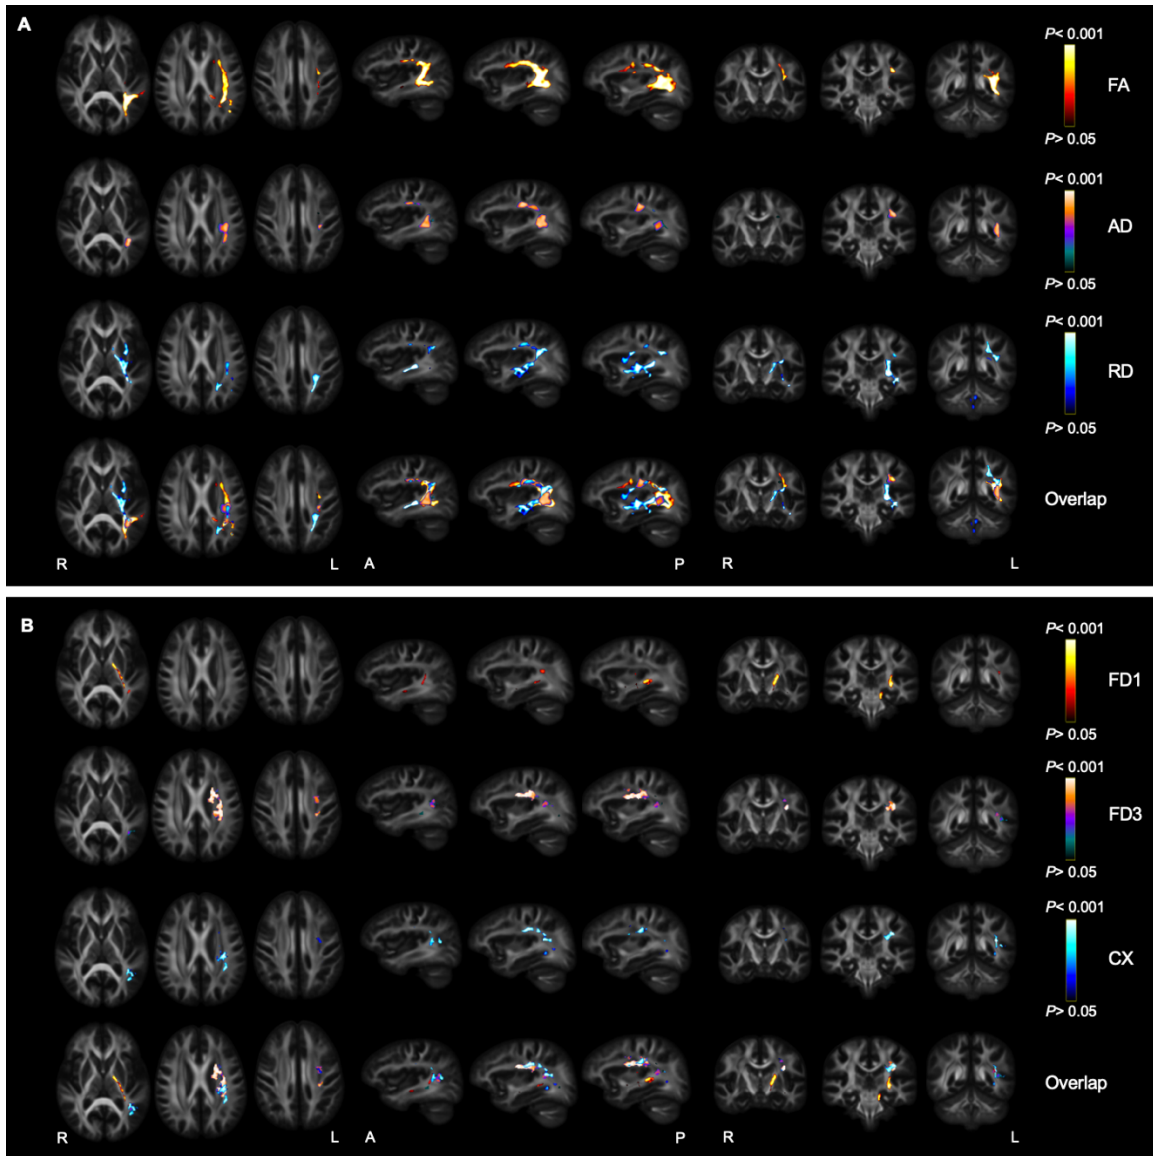 A
P< 0.001
FA
P> 0.05
P< 0.001
AD
P> 0.05
P< 0.001
RD
P> 0.05
Overlap
R L A P R L
B
P< 0.001
FD1
P> 0.05
P< 0.001
FD3
P> 0.05
P< 0.001
CX
P> 0.05
Overlap
R L A P R L